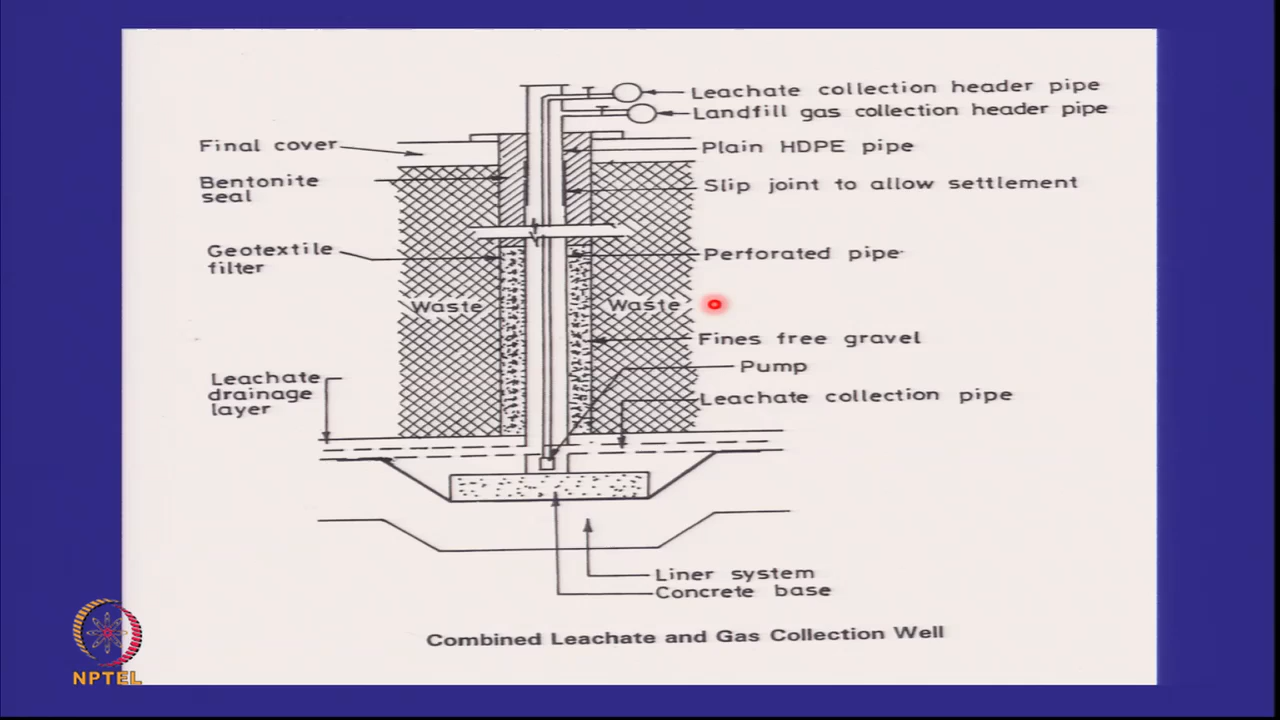 Leachate collection header pipe
Landfill gas collection header pipe
Final cover
Plain HDPE pipe
Bentonite
seal
Slip joint to allow settlement
Geotextile
filter
Perforated pipe
Waste
Waste
Fines free gravel
Pump
Leachate
drainage
layer
Leachate collection pipe
Liner system
Concrete base
Combined Leachate and Gas Collection Well
NPTEL